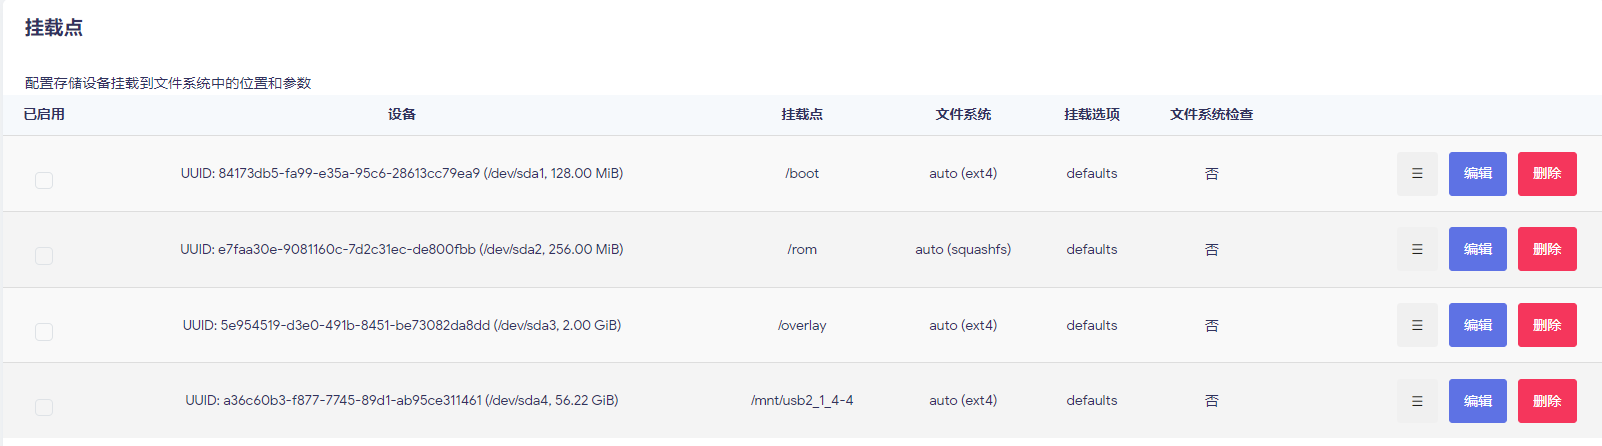 挂载点
配置存储设备挂载到文件系统中的位置和参数
已启用 设备 挂载点 文件系统 挂载选项 文件系统检查
UUID: 84173db5-fa99-e35a-95c6-28613cc79ea9 (/dev/sda1, 128.00 MiB) /boot auto (ext4) defaults 否 ☰ 编辑 删除
UUID: e7faa30e-9081160c-7d2c31ec-de800fbb (/dev/sda2, 256.00 MiB) /rom auto (squashfs) defaults 否 ☰ 编辑 删除
UUID: 5e954519-d3e0-491b-8451-be73082da8dd (/dev/sda3, 2.00 GiB) /overlay auto (ext4) defaults 否 ☰ 编辑 删除
UUID: a36c60b3-f877-7745-89d1-ab95ce311461 (/dev/sda4, 56.22 GiB) /mnt/usb2_1_4-4 auto (ext4) defaults 否 ☰ 编辑 删除